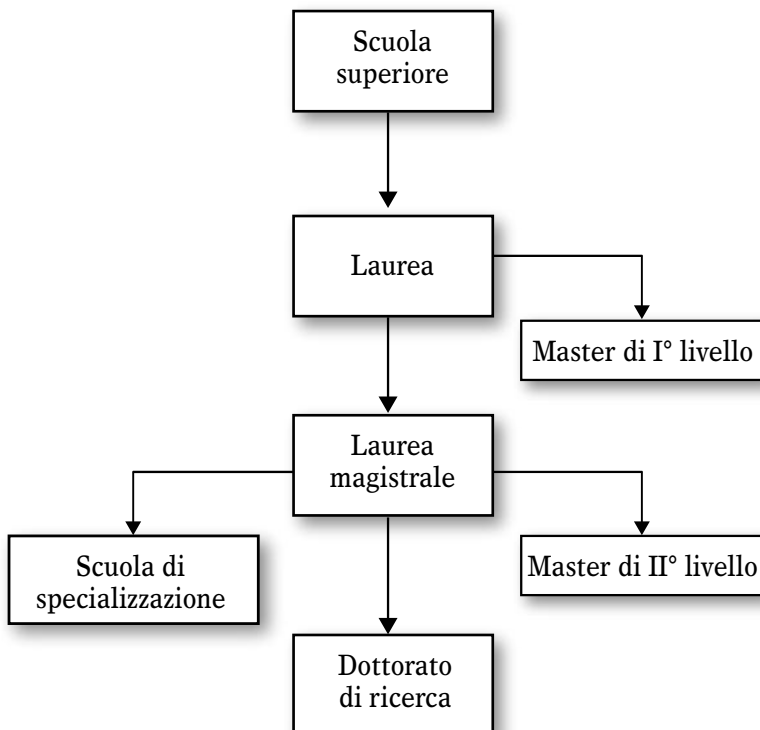 Scuola
superiore
Laurea
Master di I° livello
Laurea
magistrale
Scuola di
specializzazione
Master di II° livello
Dottorato
di ricerca